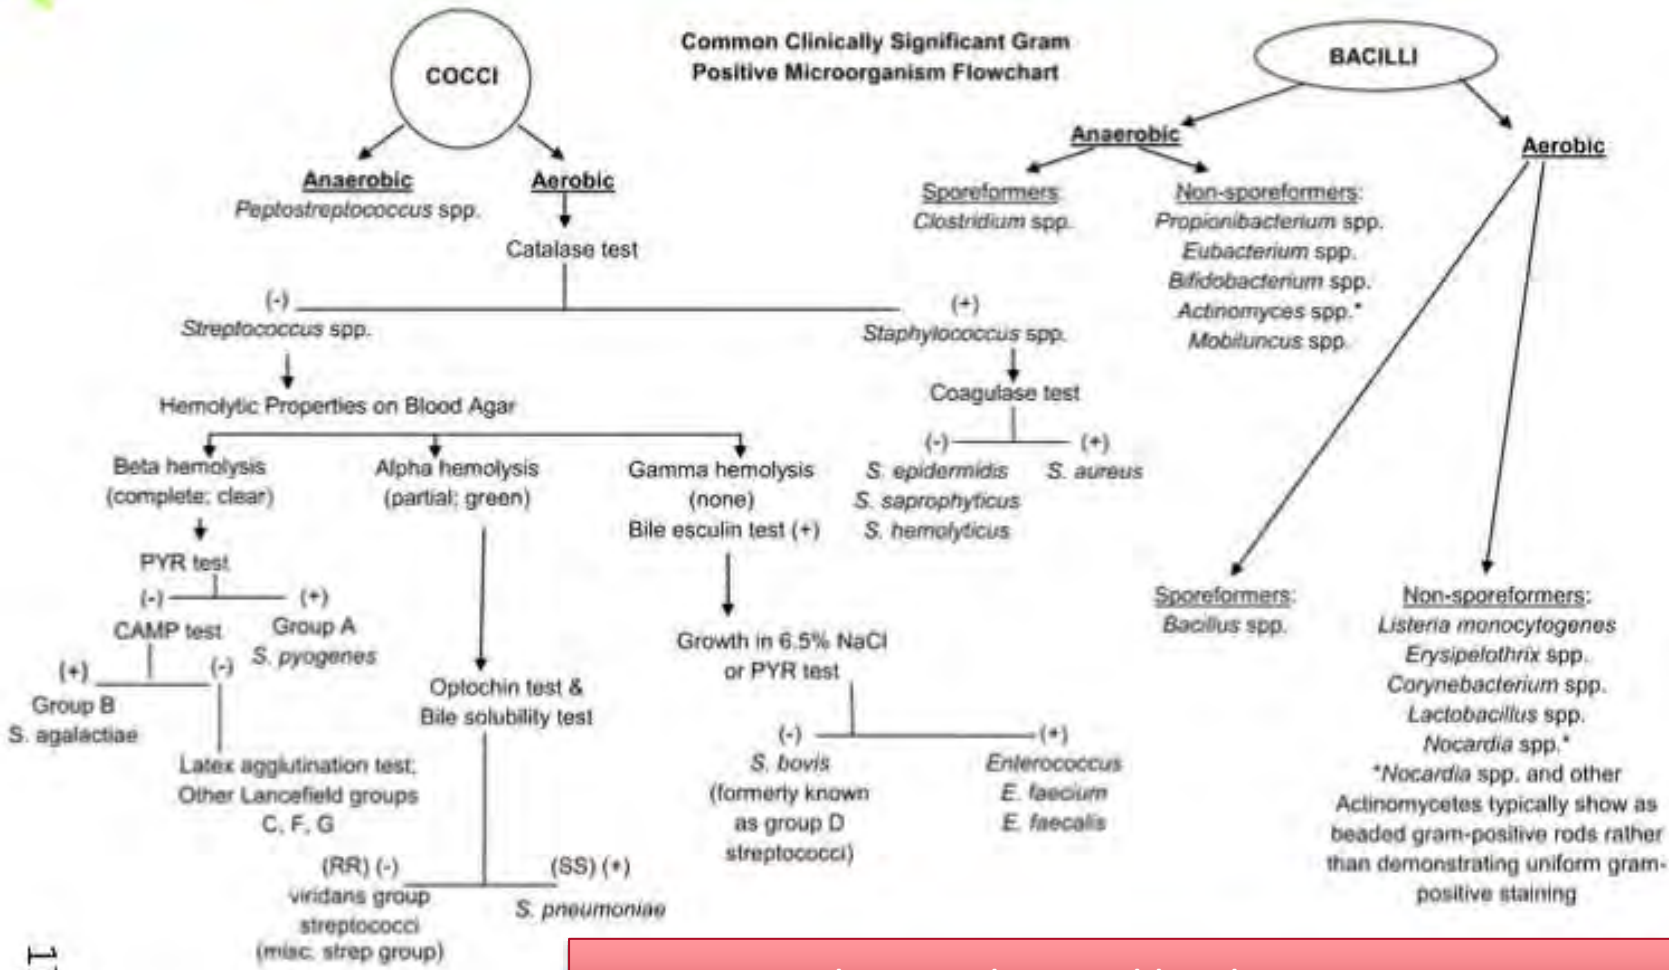 Common Clinically Significant Gram
Positive Microorganism Flowchart
COCCI
Anaerobic
Peptostreptococcus spp.
Aerobic
Catalase test
(-)
Streptococcus spp.
(+)
Staphylococcus spp.
Hemolytic Properties on Blood Agar
Beta hemolysis
(complete; clear)
PYR test
(-)
(+)
CAMP test
Group A
S. pyogenes
(+)
(-)
Group B
S. agalactiae
Latex agglutination test;
Other Lancefield groups
C, F, G
Alpha hemolysis
(partial; green)
Optochin test &
Bile solubility test
(RR) (-)
viridans group
streptococci
(misc. strep group)
(SS) (+)
S. pneumoniae
Gamma hemolysis
(none)
Bile esculin test (+)
Growth in 6.5% NaCl
or PYR test
(-)
S. bovis
(formerly known
as group D
streptococci)
(+)
Enterococcus
E. faecium
E. faecalis
Coagulase test
(-)
S. epidermidis
S. saprophyticus
S. hemolyticus
(+)
S. aureus
BACILLI
Anaerobic
Sporeformers:
Clostridium spp.
Non-sporeformers:
Propionibacterium spp.
Eubacterium spp.
Bifidobacterium spp.
Actinomyces spp.*
Mobiluncus spp.
Aerobic
Sporeformers:
Bacillus spp.
Non-sporeformers:
Listeria monocytogenes
Erysipelothrix spp.
Corynebacterium spp.
Lactobacillus spp.
Nocardia spp.*
*Nocardia spp. and other
Actinomycetes typically show as
beaded gram-positive rods rather
than demonstrating uniform gram-
positive staining